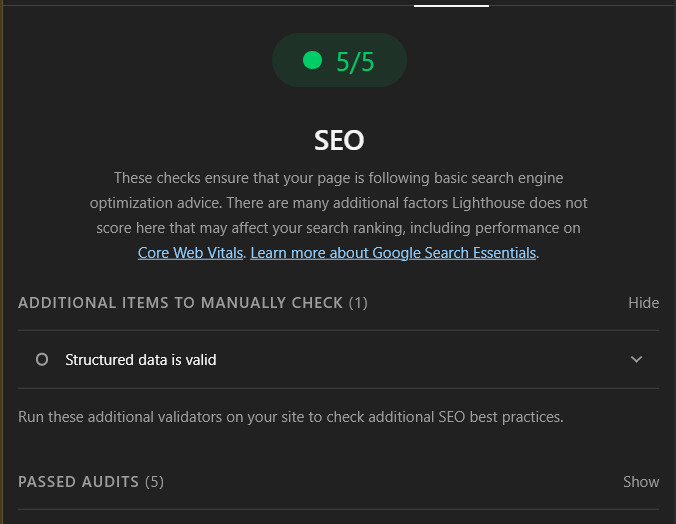 5/5
SEO
These checks ensure that your page is following basic search engine
optimization advice. There are many additional factors Lighthouse does not
score here that may affect your search ranking, including performance on
Core Web Vitals. Learn more about Google Search Essentials.
ADDITIONAL ITEMS TO MANUALLY CHECK (1) Hide
Structured data is valid
Run these additional validators on your site to check additional SEO best practices.
PASSED AUDITS (5) Show